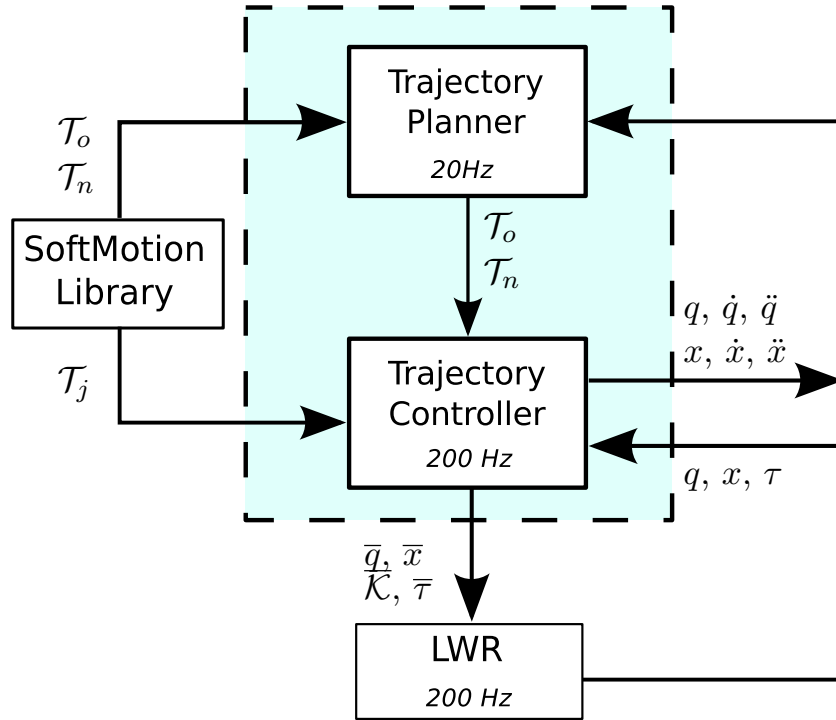 Trajectory
Planner
20Hz
𝒯ₒ
𝒯ₙ
SoftMotion
Library
𝒯ₒ
𝒯ₙ
q, q̇, q̈
x, ẋ, ẍ
𝒯ⱼ
Trajectory
Controller
200 Hz
q, x, τ
q̅, x̅
𝒦̅, τ̅
LWR
200 Hz